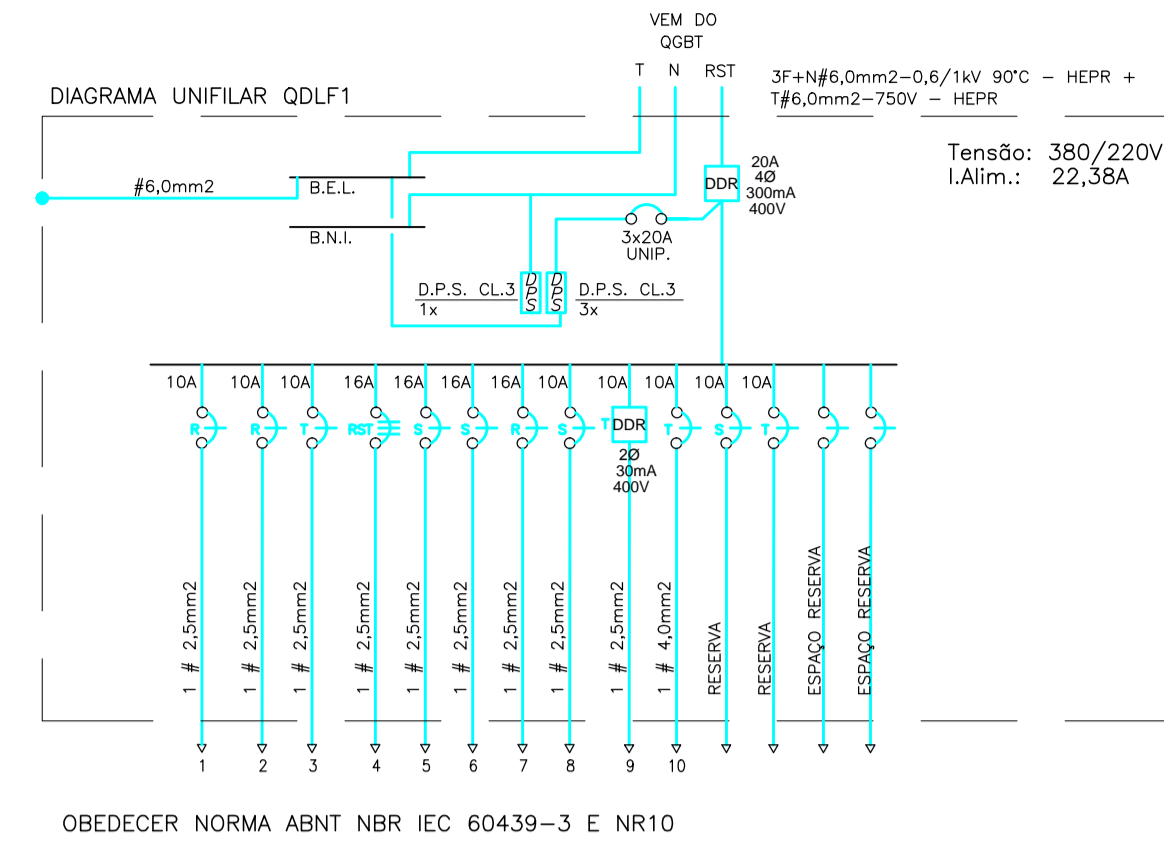 VEM DO
QGBT
T N RST
3F+N#6,0mm2-0,6/1kV 90°C - HEPR +
T#6,0mm2-750V - HEPR
DIAGRAMA UNIFILAR QDLF1
Tensão: 380/220V
I.Alim.: 22,38A
#6,0mm2
B.E.L.
B.N.I.
DDR
20A
4Ø
300mA
400V
3x20A
UNIP.
D.P.S. CL.3
1x
DPS
DPS
D.P.S. CL.3
3x
10A 10A 10A 16A 16A 16A 16A 10A 10A 10A 10A 10A
R R T RST S S R S T DDR T S T
2Ø
30mA
400V
1 # 2,5mm2
1 # 2,5mm2
1 # 2,5mm2
1 # 2,5mm2
1 # 2,5mm2
1 # 2,5mm2
1 # 2,5mm2
1 # 2,5mm2
1 # 2,5mm2
1 # 4,0mm2
RESERVA
RESERVA
ESPAÇO RESERVA
ESPAÇO RESERVA
1 2 3 4 5 6 7 8 9 10
OBEDECER NORMA ABNT NBR IEC 60439-3 E NR10